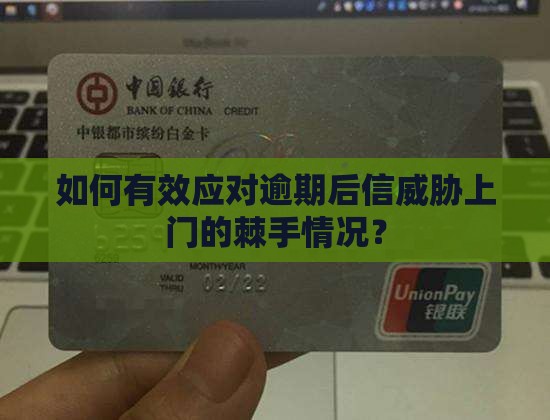 中国银行
BANK OF CHINA CREDIT
中银都市缤纷白金卡
如何有效应对逾期后信威胁上
门的棘手情况?
MONTH/YEAR
VALID
THRU
02/22
UnionPay
银联